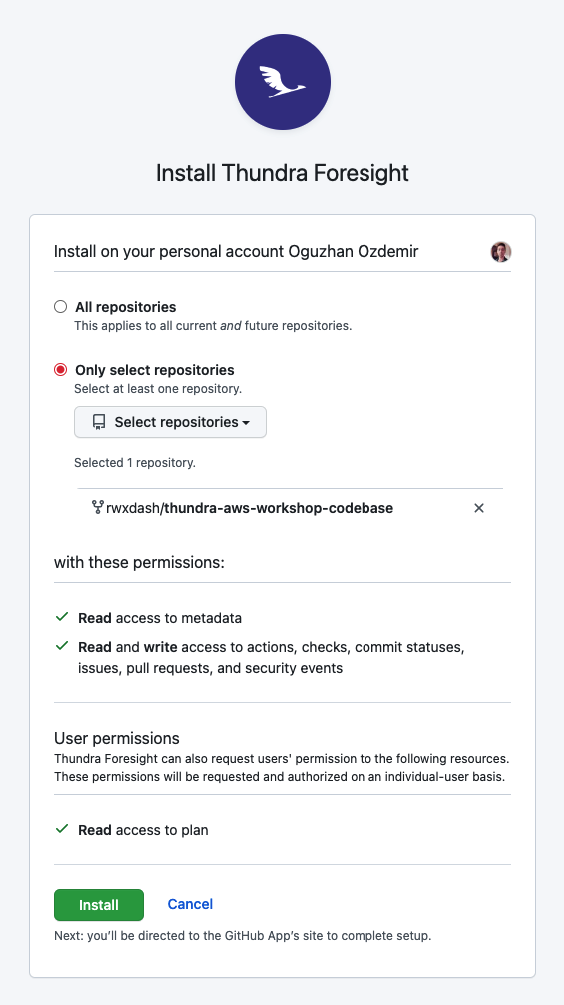 Install Thundra Foresight
Install on your personal account Oguzhan Ozdemir
All repositories
This applies to all current and future repositories.
Only select repositories
Select at least one repository.
Select repositories
Selected 1 repository.
rwxdash/thundra-aws-workshop-codebase
with these permissions:
Read access to metadata
Read and write access to actions, checks, commit statuses,
issues, pull requests, and security events
User permissions
Thundra Foresight can also request users' permission to the following resources.
These permissions will be requested and authorized on an individual-user basis.
Read access to plan
Install Cancel
Next: you’ll be directed to the GitHub App’s site to complete setup.